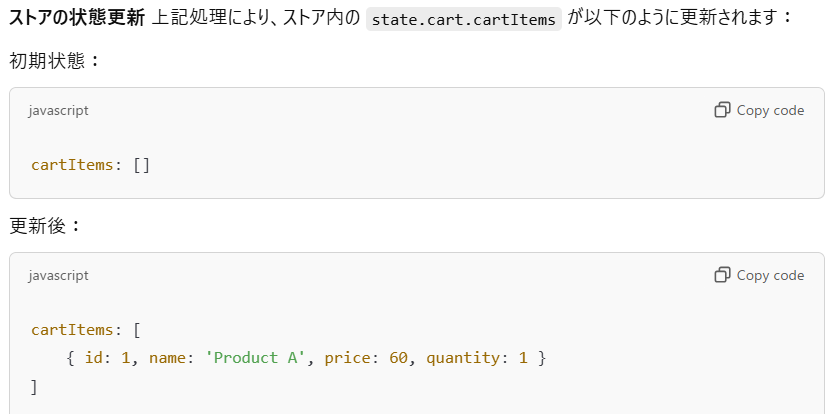 ストアの状態更新 上記処理により、ストア内の state.cart.cartItems が以下のように更新されます：
初期状態：
javascript Copy code
cartItems: []
更新後：
javascript Copy code
cartItems: [
    { id: 1, name: 'Product A', price: 60, quantity: 1 }
]